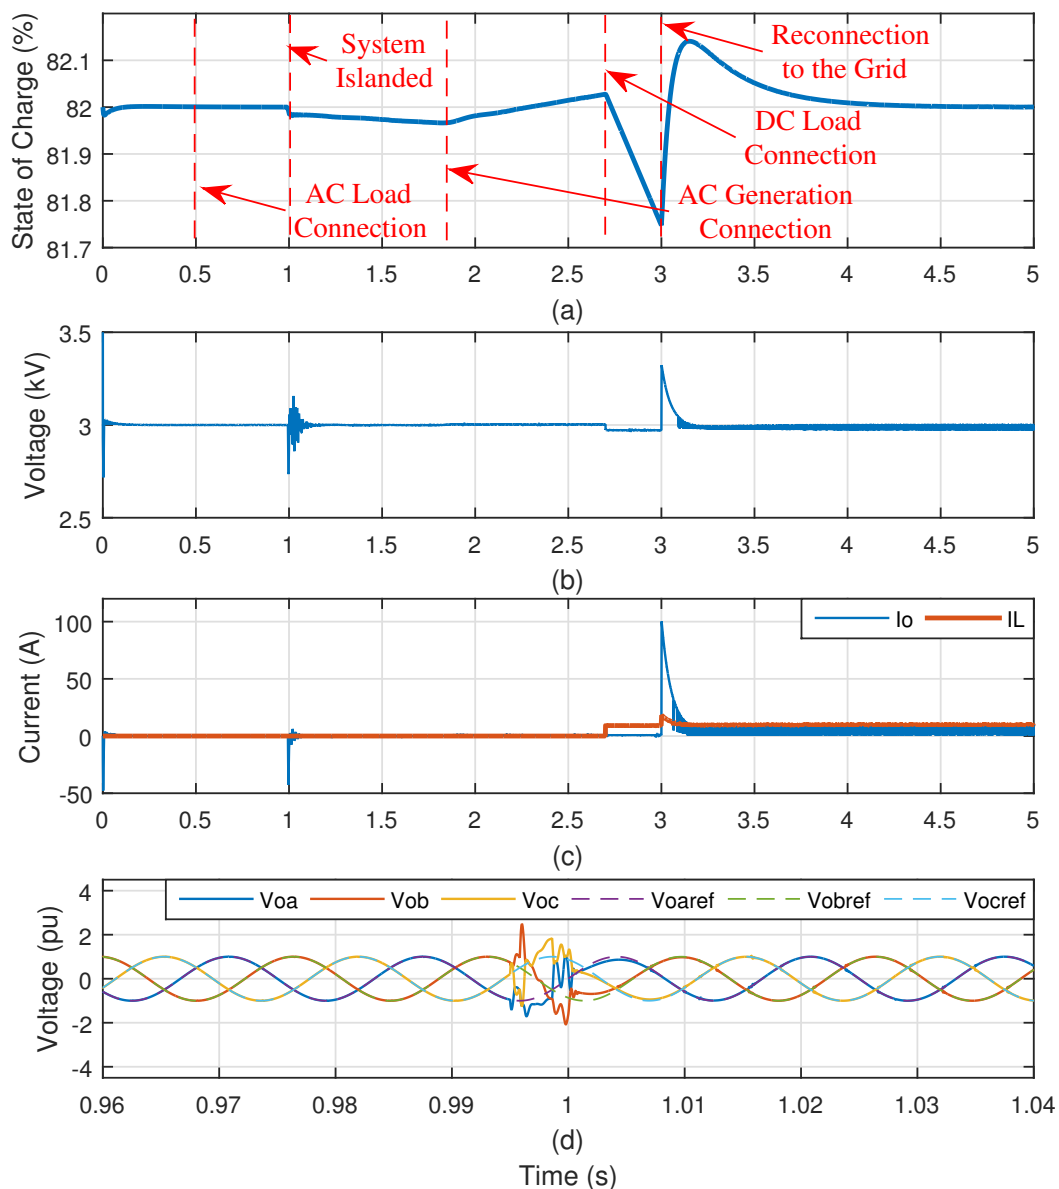 State of Charge (%)
82.1
82
81.9
81.8
81.7
System
Islanded
Reconnection
to the Grid
DC Load
Connection
AC Load
Connection
AC Generation
Connection
0 0.5 1 1.5 2 2.5 3 3.5 4 4.5 5
(a)
Voltage (kV)
3.5
3
2.5
0 0.5 1 1.5 2 2.5 3 3.5 4 4.5 5
(b)
Current (A)
100
50
0
-50
Io IL
0 0.5 1 1.5 2 2.5 3 3.5 4 4.5 5
(c)
Voltage (pu)
4
2
0
-2
-4
Voa Vob Voc Voaref Vobref Vocref
0.96 0.97 0.98 0.99 1 1.01 1.02 1.03 1.04
(d)
Time (s)